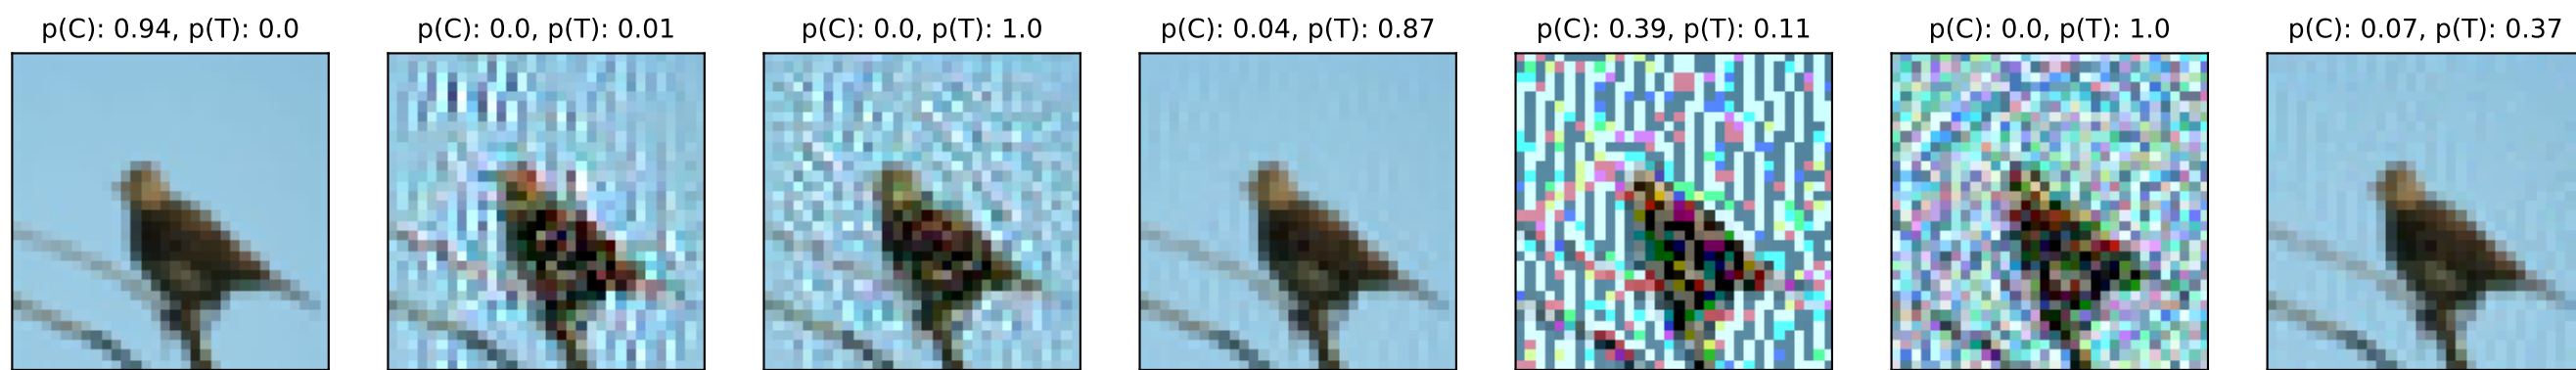 p(C): 0.94, p(T): 0.0
p(C): 0.0, p(T): 0.01
p(C): 0.0, p(T): 1.0
p(C): 0.04, p(T): 0.87
p(C): 0.39, p(T): 0.11
p(C): 0.0, p(T): 1.0
p(C): 0.07, p(T): 0.37